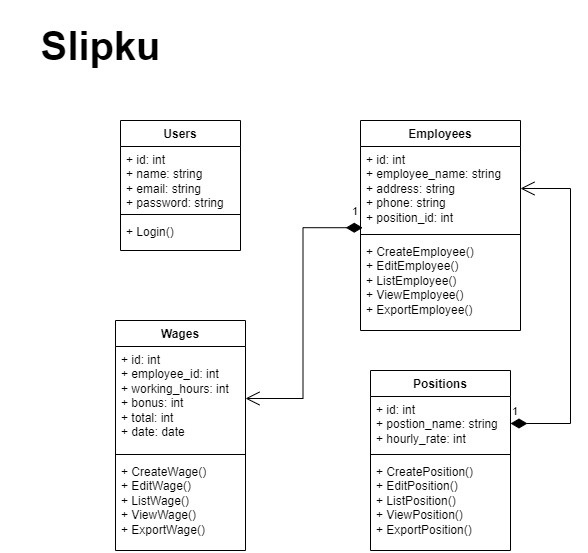 Slipku
Users
+ id: int
+ name: string
+ email: string
+ password: string
+ Login()
Employees
+ id: int
+ employee_name: string
+ address: string
+ phone: string
+ position_id: int
+ CreateEmployee()
+ EditEmployee()
+ ListEmployee()
+ ViewEmployee()
+ ExportEmployee()
1
Wages
+ id: int
+ employee_id: int
+ working_hours: int
+ bonus: int
+ total: int
+ date: date
+ CreateWage()
+ EditWage()
+ ListWage()
+ ViewWage()
+ ExportWage()
Positions
+ id: int
+ postion_name: string
+ hourly_rate: int
+ CreatePosition()
+ EditPosition()
+ ListPosition()
+ ViewPosition()
+ ExportPosition()
1